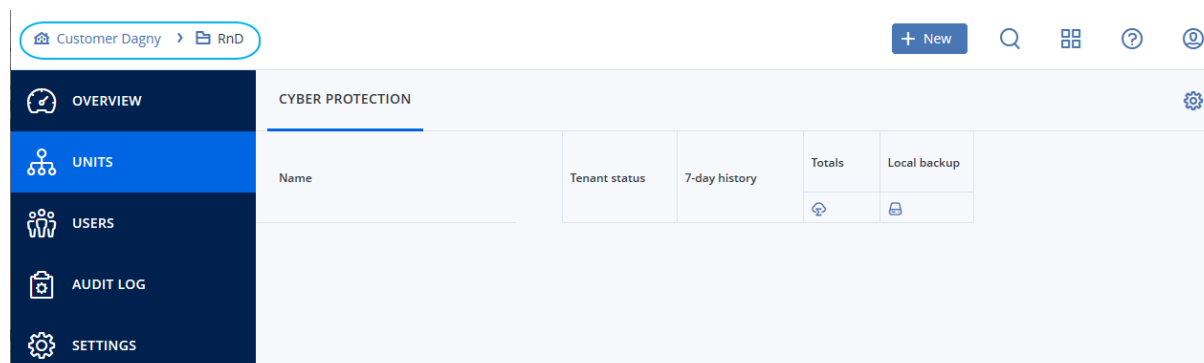 Customer Dagny > RnD
+ New
OVERVIEW
CYBER PROTECTION
UNITS
Name
Tenant status
7-day history
Totals
Local backup
USERS
AUDIT LOG
SETTINGS